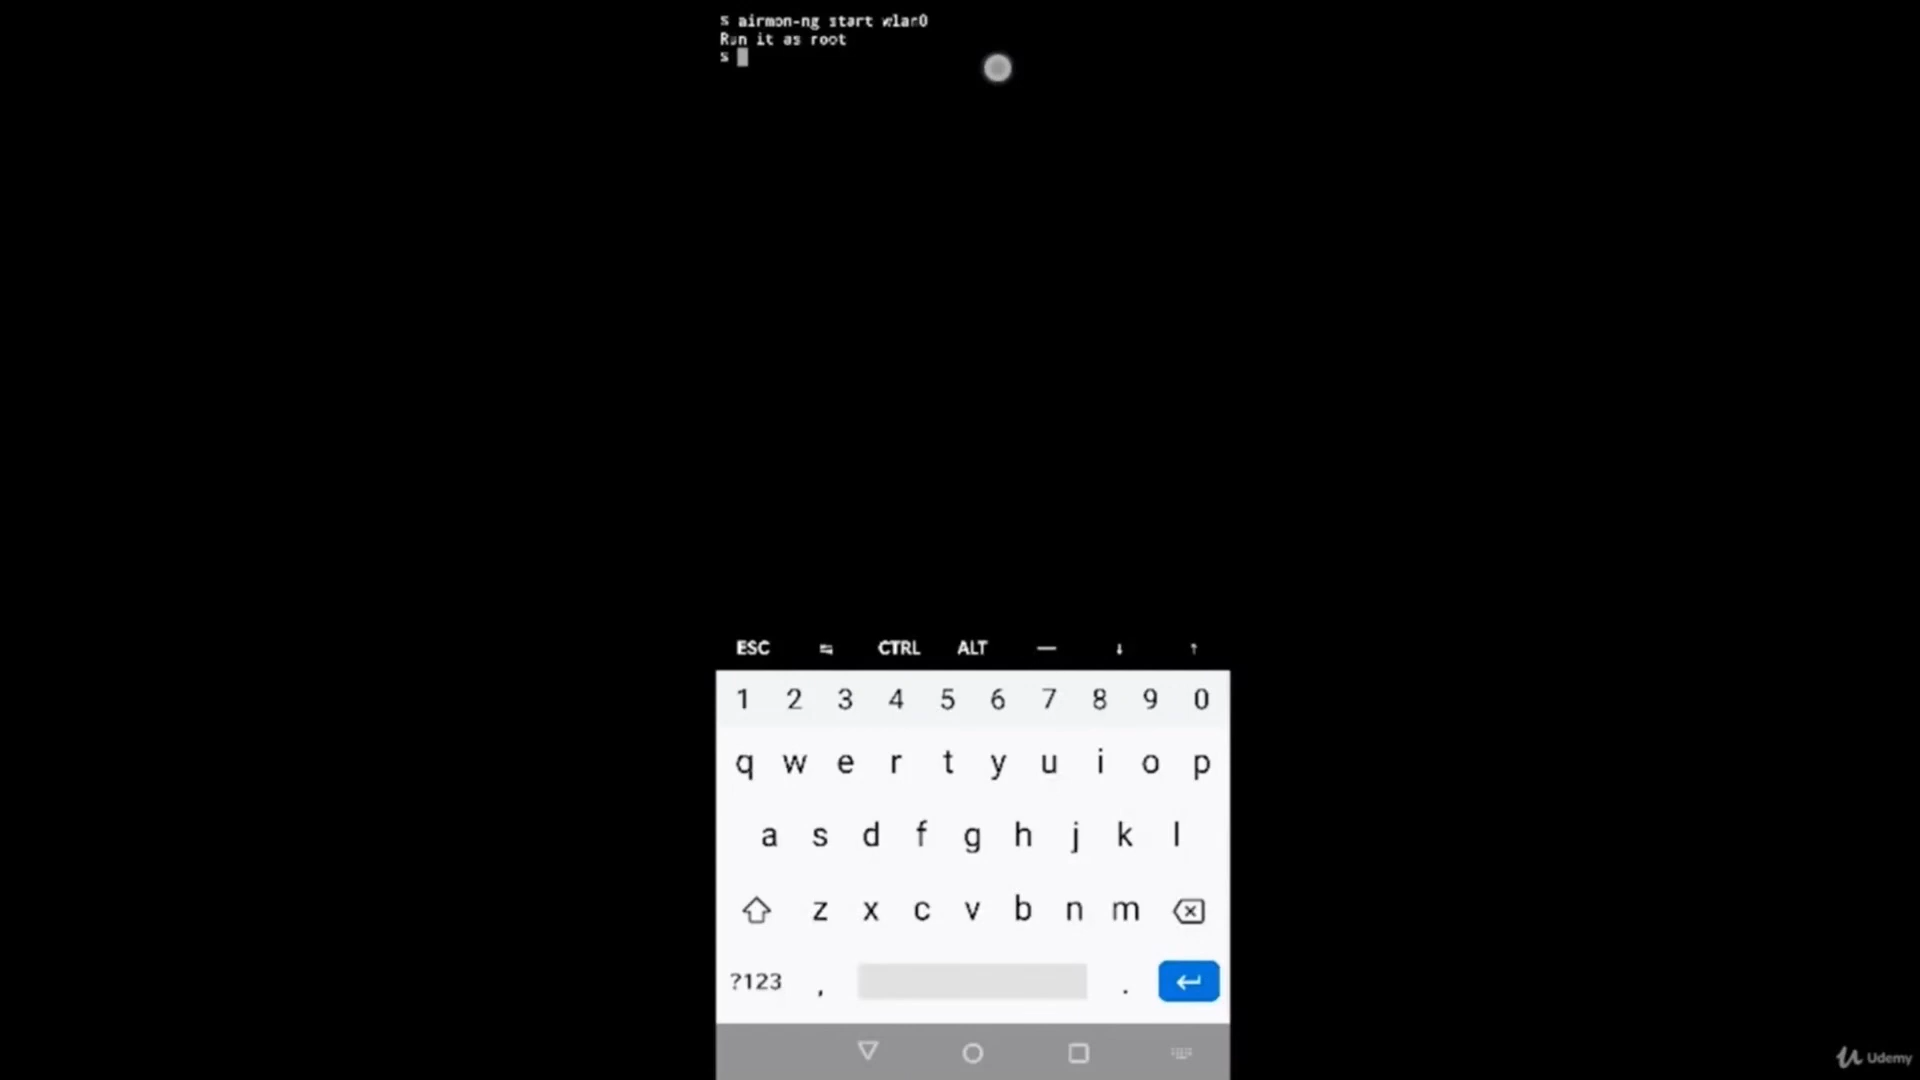 $ airmon-ng start wlan0
Run it as root
$
ESC ⇆ CTRL ALT — ↓ ↑
1 2 3 4 5 6 7 8 9 0
q w e r t y u i o p
a s d f g h j k l
z x c v b n m
?123 , .
Udemy